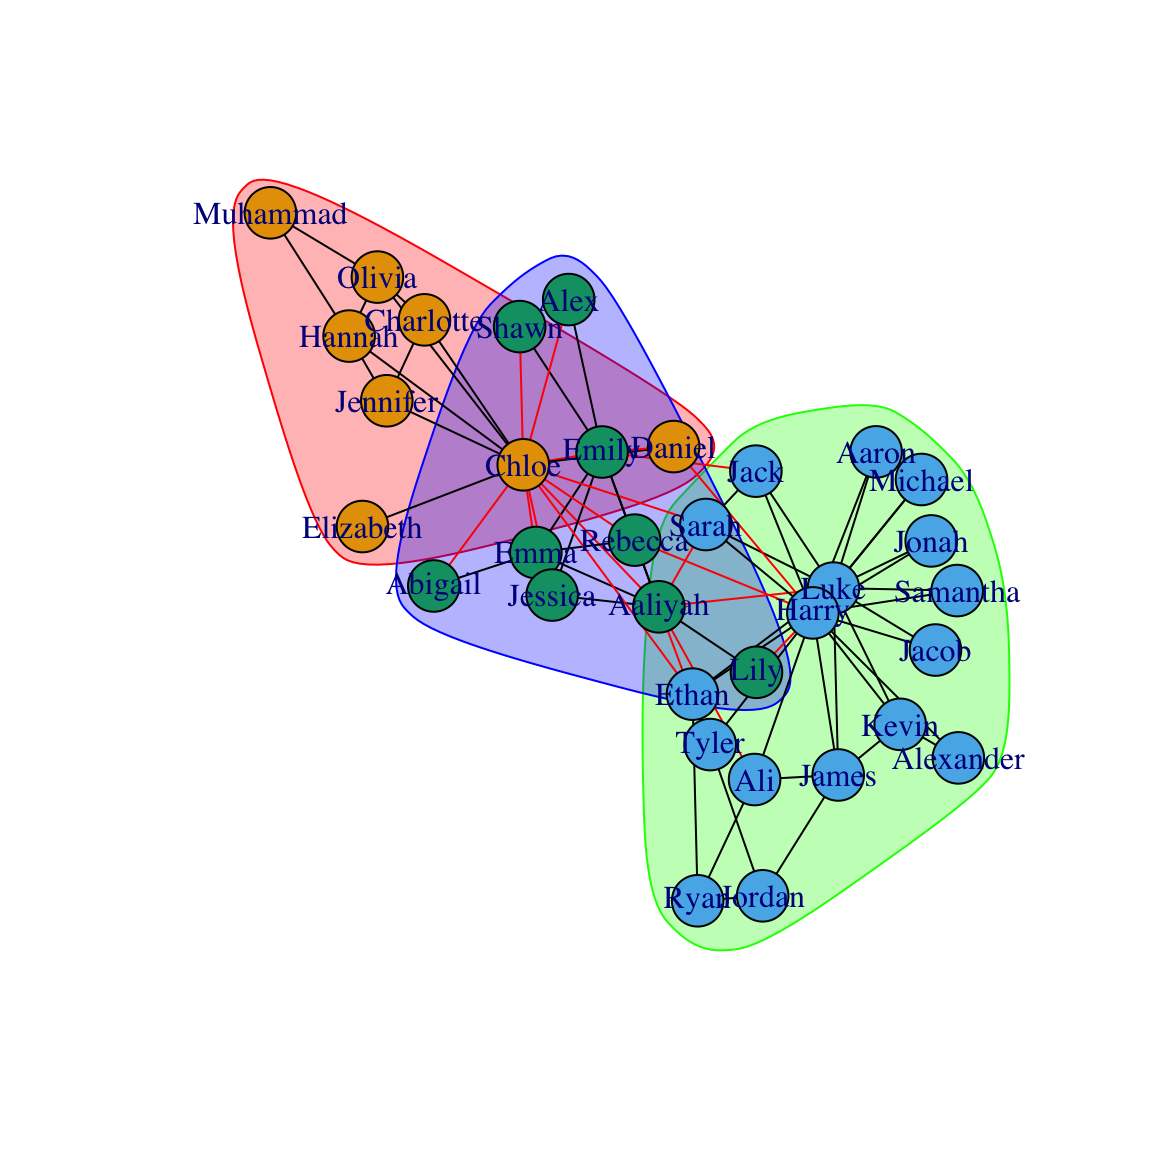 Muhammad
Olivia
Alex
Charlotte
Shawn
Hannah
Jennifer
Emily
Daniel
Aaron
Chloe
Jack
Michael
Elizabeth
Sarah
Rebecca
Jonah
Emma
Abigail
Luke
Samantha
Jessica
Aaliyah
Harry
Jacob
Lily
Ethan
Kevin
Tyler
Alexander
James
Ali
Ryan
Jordan